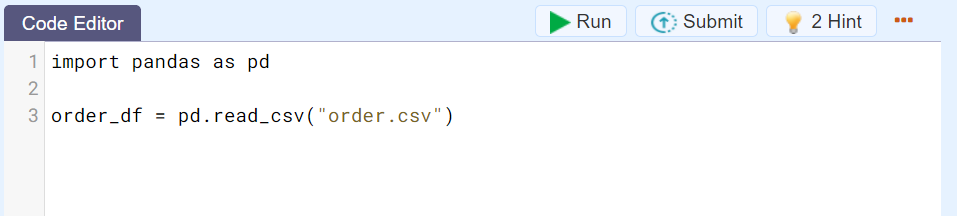 Code Editor Run Submit 2 Hint
1 import pandas as pd
2
3 order_df = pd.read_csv("order.csv")